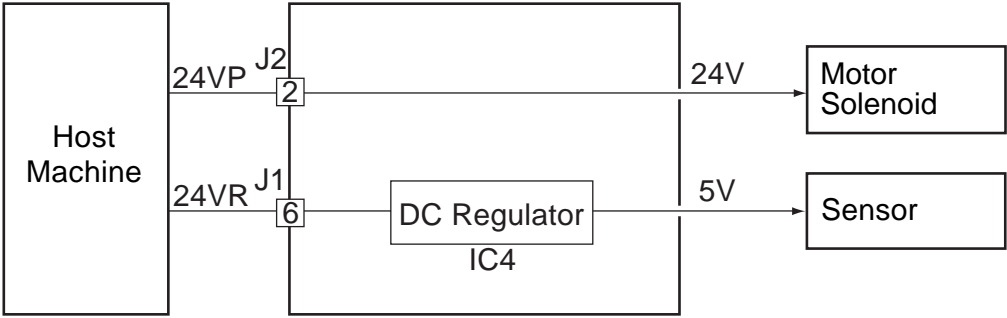 Host
Machine
24VP
J2
2
24V
Motor
Solenoid
24VR
J1
6
DC Regulator
IC4
5V
Sensor